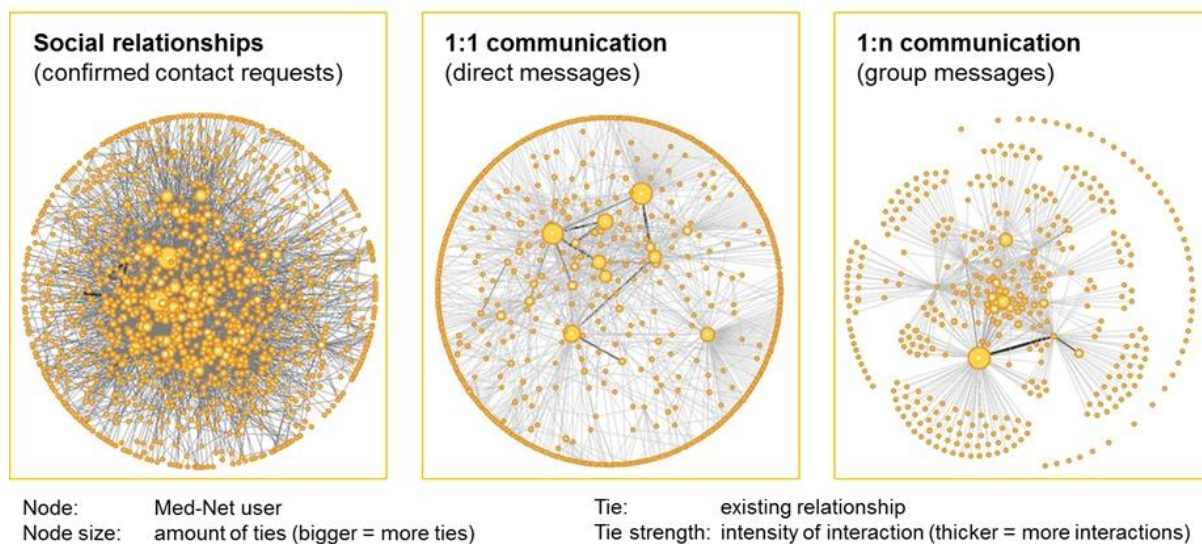 Social relationships
(confirmed contact requests)
1:1 communication
(direct messages)
1:n communication
(group messages)
Node: Med-Net user
Node size: amount of ties (bigger = more ties)
Tie: existing relationship
Tie strength: intensity of interaction (thicker = more interactions)